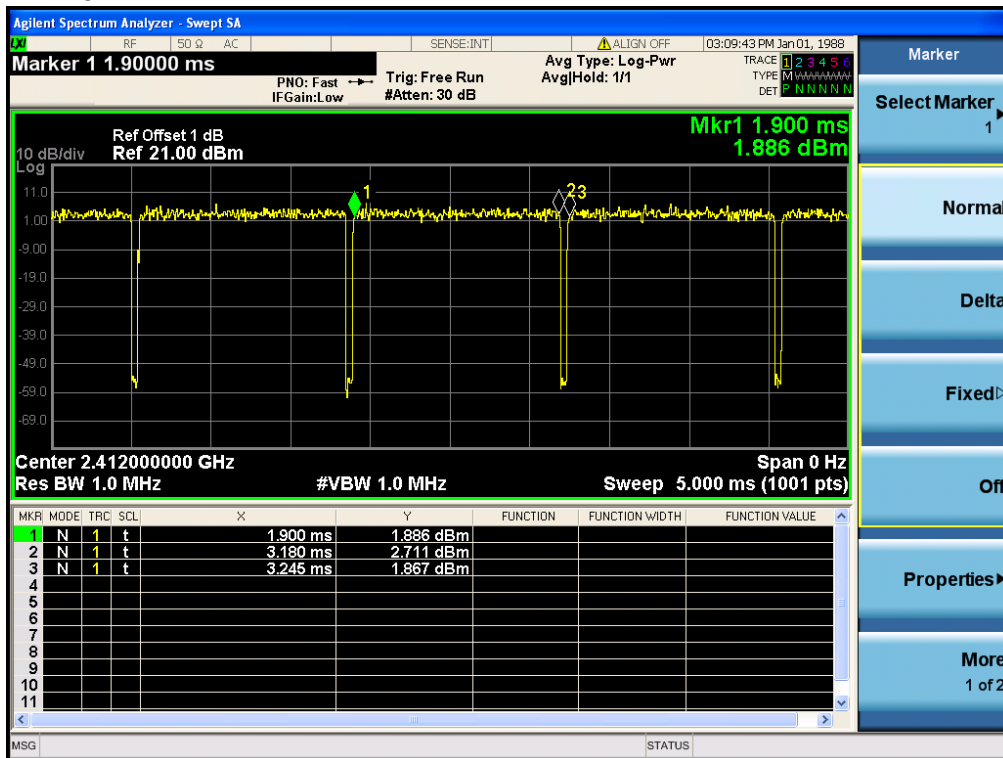 Agilent Spectrum Analyzer - Swept SA
LXI RF 50 Ω AC SENSE:INT ALIGN OFF 03:09:43 PM Jan 01, 1988
Marker 1 1.90000 ms
PNO: Fast
IFGain:Low
Trig: Free Run
#Atten: 30 dB
Avg Type: Log-Pwr
Avg|Hold: 1/1
TRACE 1 2 3 4 5 6
TYPE M WWWWW
DET P N N N N N
Mkr1 1.900 ms
1.886 dBm
Ref Offset 1 dB
10 dB/div Ref 21.00 dBm
Log
11.0
1.00
-9.00
-19.0
-29.0
-39.0
-49.0
-59.0
-69.0
1
2 3
Center 2.412000000 GHz Span 0 Hz
Res BW 1.0 MHz #VBW 1.0 MHz Sweep 5.000 ms (1001 pts)
MKR MODE TRC SCL X Y FUNCTION FUNCTION WIDTH FUNCTION VALUE
1 N 1 t 1.900 ms 1.886 dBm
2 N 1 t 3.180 ms 2.711 dBm
3 N 1 t 3.245 ms 1.867 dBm
4
5
6
7
8
9
10
11
MSG STATUS
Marker
Select Marker
1
Normal
Delta
Fixed
Off
Properties
More
1 of 2